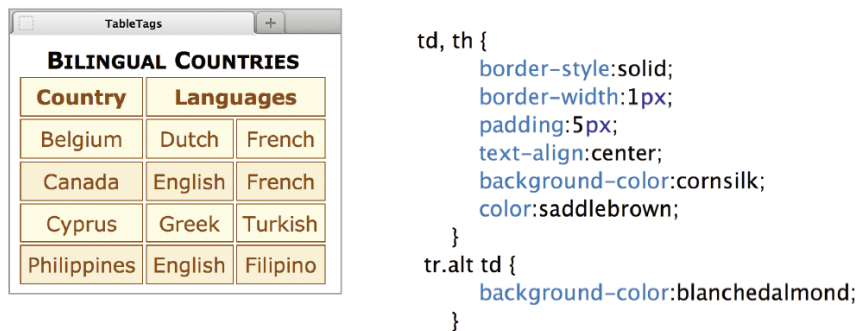 TableTags
BILINGUAL COUNTRIES
Country Languages
Belgium Dutch French
Canada English French
Cyprus Greek Turkish
Philippines English Filipino
td, th {
border-style:solid;
border-width:1px;
padding:5px;
text-align:center;
background-color:cornsilk;
color:saddlebrown;
}
tr.alt td {
background-color:blanchedalmond;
}